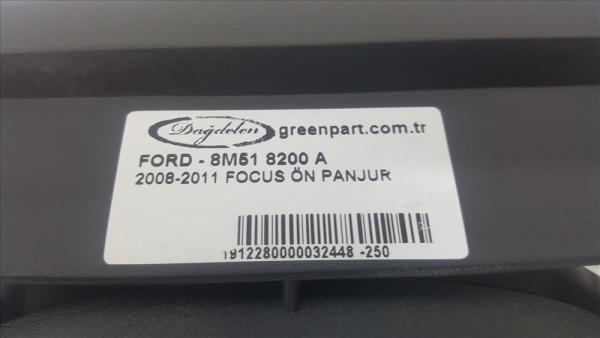 Dağdelen greenpart.com.tr
FORD - 8M51 8200 A
2008-2011 FOCUS ÖN PANJUR
1912280000032448 -250